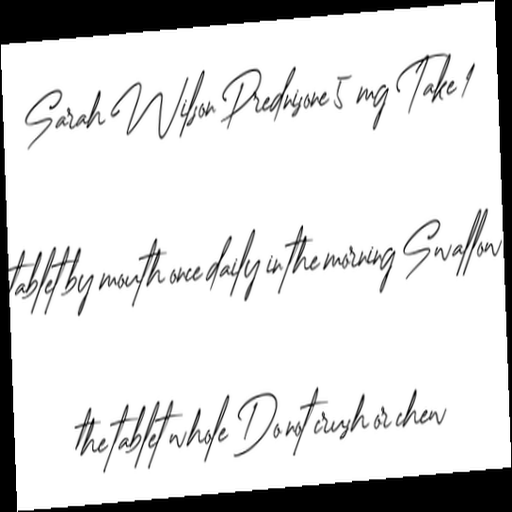 Sarah Wilson Prednisone 5 mg Take 1
tablet by mouth once daily in the morning Swallow
the tablet whole Do not crush or chew